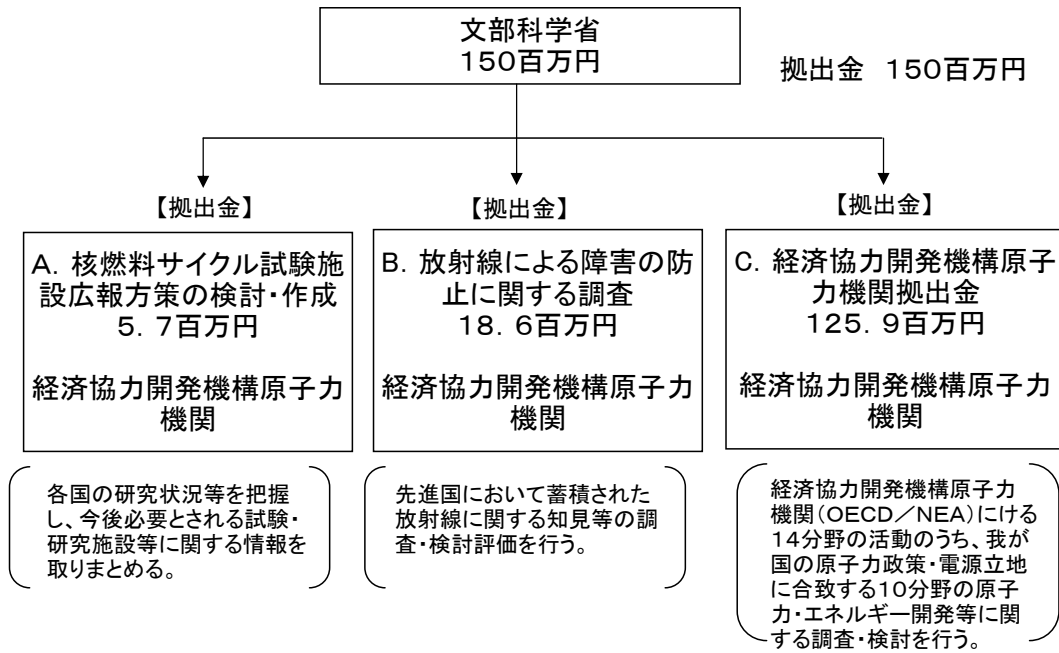 文部科学省
150百万円
拠出金 150百万円
【拠出金】
【拠出金】
【拠出金】
A．核燃料サイクル試験施
設広報方策の検討・作成
5．7百万円
経済協力開発機構原子力
機関
B．放射線による障害の防
止に関する調査
18．6百万円
経済協力開発機構原子力
機関
C．経済協力開発機構原子
力機関拠出金
125．9百万円
経済協力開発機構原子力
機関
各国の研究状況等を把握
し、今後必要とされる試験・
研究施設等に関する情報を
取りまとめる。
先進国において蓄積された
放射線に関する知見等の調
査・検討評価を行う。
経済協力開発機構原子力
機関（OECD／NEA）にける
14分野の活動のうち、我が
国の原子力政策・電源立地
に合致する10分野の原子
力・エネルギー開発等に関
する調査・検討を行う。